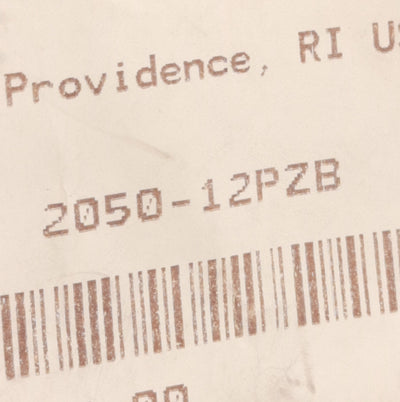 Providence, RI U
2050-12PZB